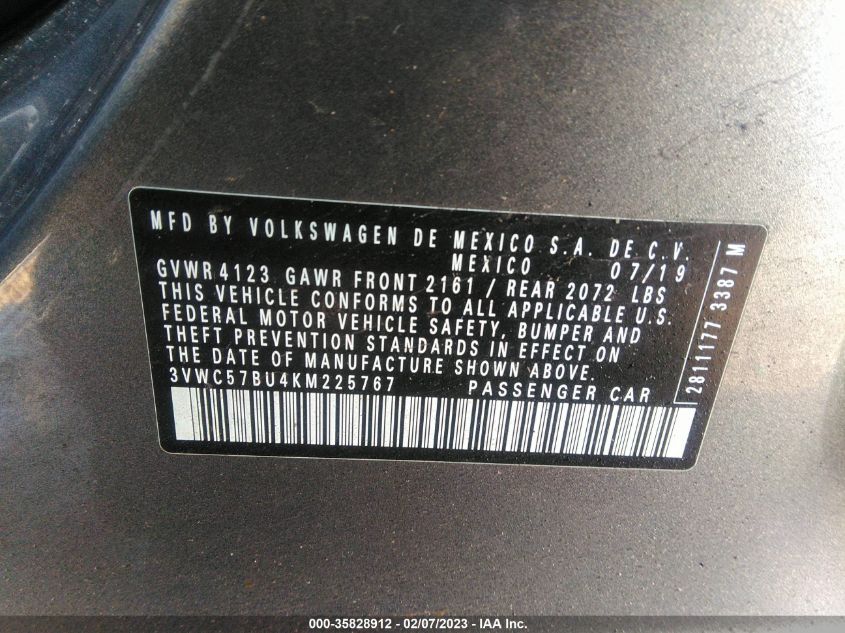 MFD BY VOLKSWAGEN DE MEXICO S.A. DE C.V.
MEXICO 07/19
GVWR 4123 GAWR FRONT 2161 / REAR 2072 LBS
THIS VEHICLE CONFORMS TO ALL APPLICABLE U.S.
FEDERAL MOTOR VEHICLE SAFETY, BUMPER AND
THEFT PREVENTION STANDARDS IN EFFECT ON
THE DATE OF MANUFACTURE SHOWN ABOVE.
3VWC57BU4KM225767 PASSENGER CAR
2811177 3387 M
000-35828912 - 02/07/2023 - IAA Inc.